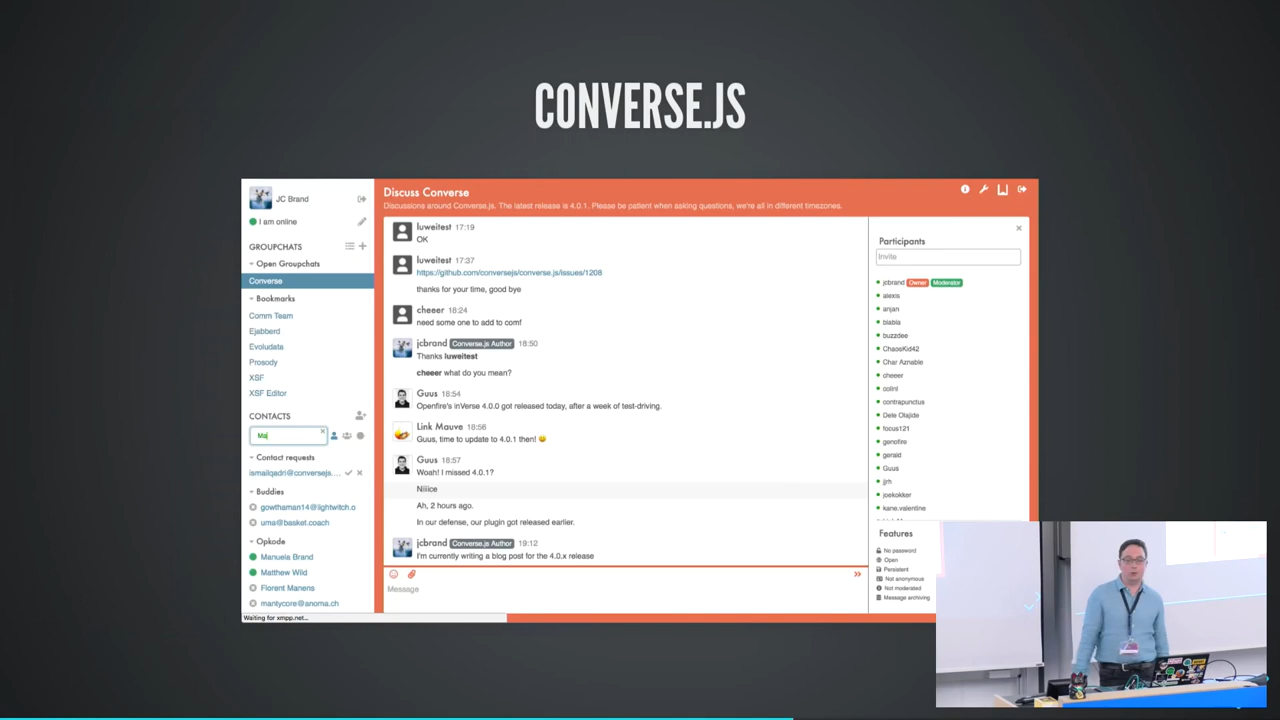 CONVERSE.JS
JC Brand
I am online
GROUPCHATS
Open Groupchats
Converse
Bookmarks
Comm Team
Ejabberd
Evoludata
Prosody
XSF
XSF Editor
CONTACTS
Maj
Contact requests
ismailqadri@conversejs....
Buddies
gowthaman14@lightwitch.o
uma@basket.coach
Opkode
Manuela Brand
Matthew Wild
Florent Manens
mantycore@anoma.ch
Waiting for xmpp.net...
Discuss Converse
Discussions around Converse.js. The latest release is 4.0.1. Please be patient when asking questions, we're all in different timezones.
luweitest 17:19
OK
luweitest 17:37
https://github.com/conversejs/converse.js/issues/1208
thanks for your time, good bye
cheeer 18:24
need some one to add to com!
jcbrand Converse.js Author 18:50
Thanks luweitest
cheeer what do you mean?
Guus 18:54
Openfire's inVerse 4.0.0 got released today, after a week of test-driving.
Link Mauve 18:56
Guus, time to update to 4.0.1 then!
Guus 18:57
Woah! I missed 4.0.1?
Niiiice
Ah, 2 hours ago.
In our defense, our plugin got released earlier.
jcbrand Converse.js Author 19:12
I'm currently writing a blog post for the 4.0.x release
Message
Participants
Invite
jcbrand Owner Moderator
alexis
anjan
blabla
buzzdee
ChaosKid42
Char Aznable
cheeer
colinl
contrapunctus
Dele Olajide
focus121
genofire
gerald
Guus
jjrh
joekokker
kane.valentine
Features
No password
Open
Persistent
Not anonymous
Not moderated
Message archiving